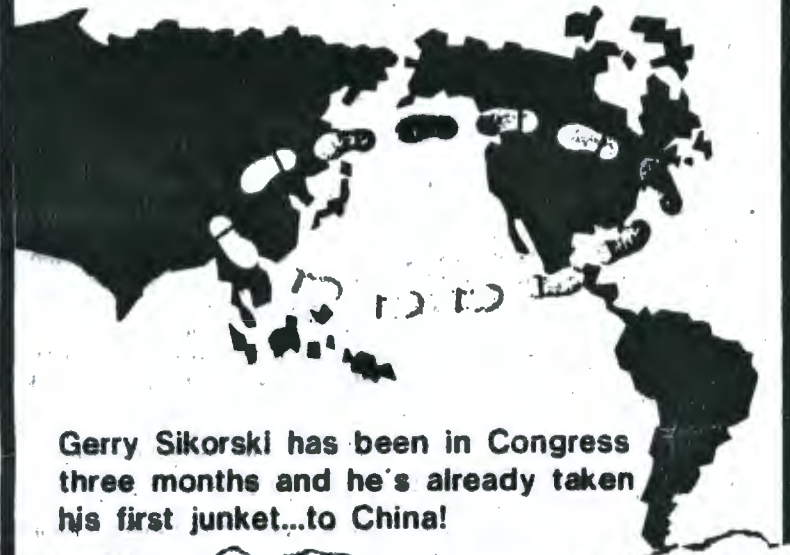 Gerry Sikorski has been in Congress
three months and he's already taken
his first junket...to China!